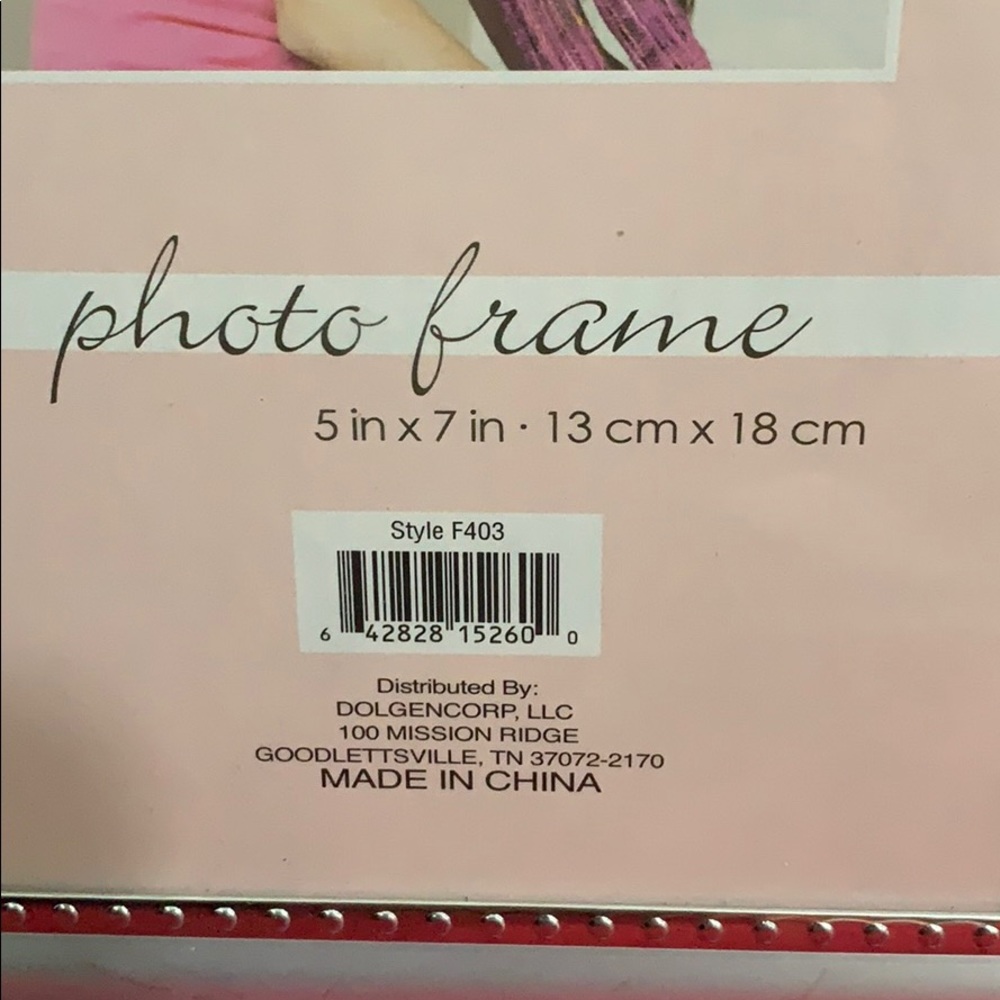 photo frame
5 in x 7 in · 13 cm x 18 cm
Style F403
6 42828 15260 0
Distributed By:
DOLGENCORP, LLC
100 MISSION RIDGE
GOODLETTSVILLE, TN 37072-2170
MADE IN CHINA